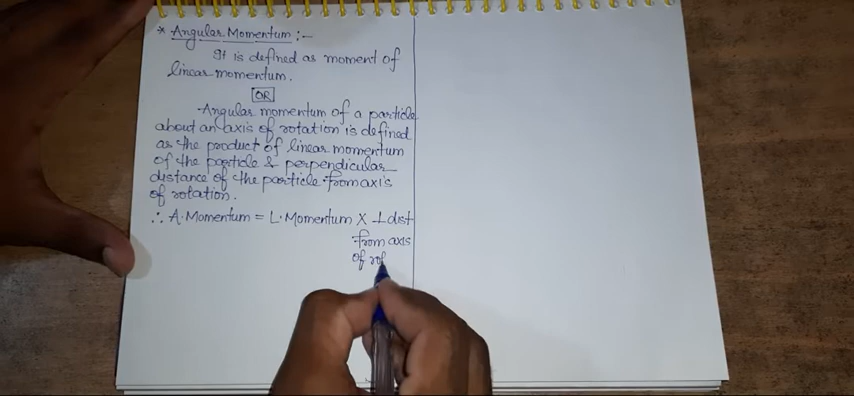 * Angular Momentum :-
It is defined as moment of
linear momentum.
OR
Angular momentum of a particle
about an axis of rotation is defined
as the product of linear momentum
of the particle & perpendicular
distance of the particle from axis
of rotation.
∴ A. Momentum = L. Momentum X ⊥ dist
from axis
of rot